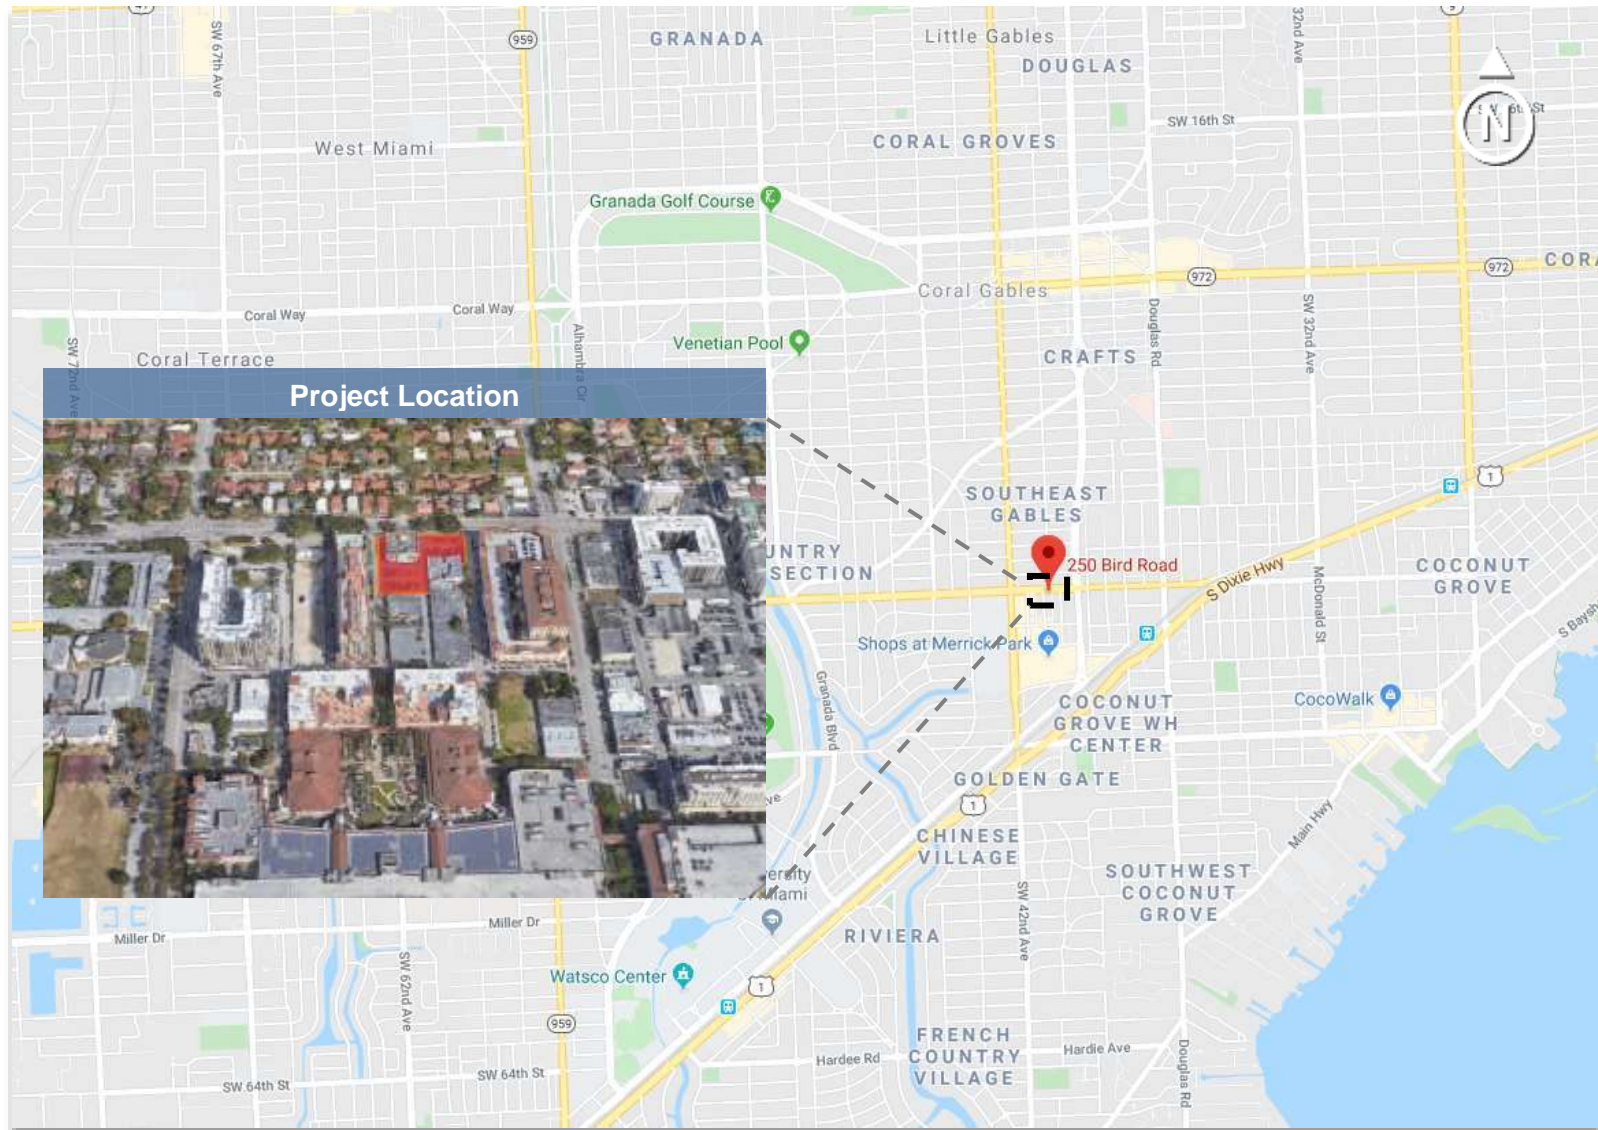 959
GRANADA
Little Gables
DOUGLAS
SW 67th Ave
32nd Ave
9
41
West Miami
CORAL GROVES
SW 16th St
N
Granada Golf Course
972
972
Coral Gables
Coral Way
Coral Way
Alhambra Cir
Venetian Pool
Coral Terrace
CRAFTS
Douglas Rd
SW 32nd Ave
SW 72nd Ave
Project Location
SOUTHEAST
GABLES
1
UNTRY
SECTION
250 Bird Road
S Dixie Hwy
COCONUT
GROVE
McDonald St
Shops at Merrick Park
S Baysh
Granada Blvd
CocoWalk
COCONUT
GROVE WH
CENTER
GOLDEN GATE
1
CHINESE
VILLAGE
Main Hwy
SOUTHWEST
COCONUT
GROVE
ersity
Miami
SW 42nd Ave
Miller Dr
Miller Dr
RIVIERA
Watsco Center
1
SW 62nd Ave
959
FRENCH
COUNTRY
VILLAGE
Hardee Rd
Hardie Ave
Douglas Rd
SW 64th St
SW 64th St